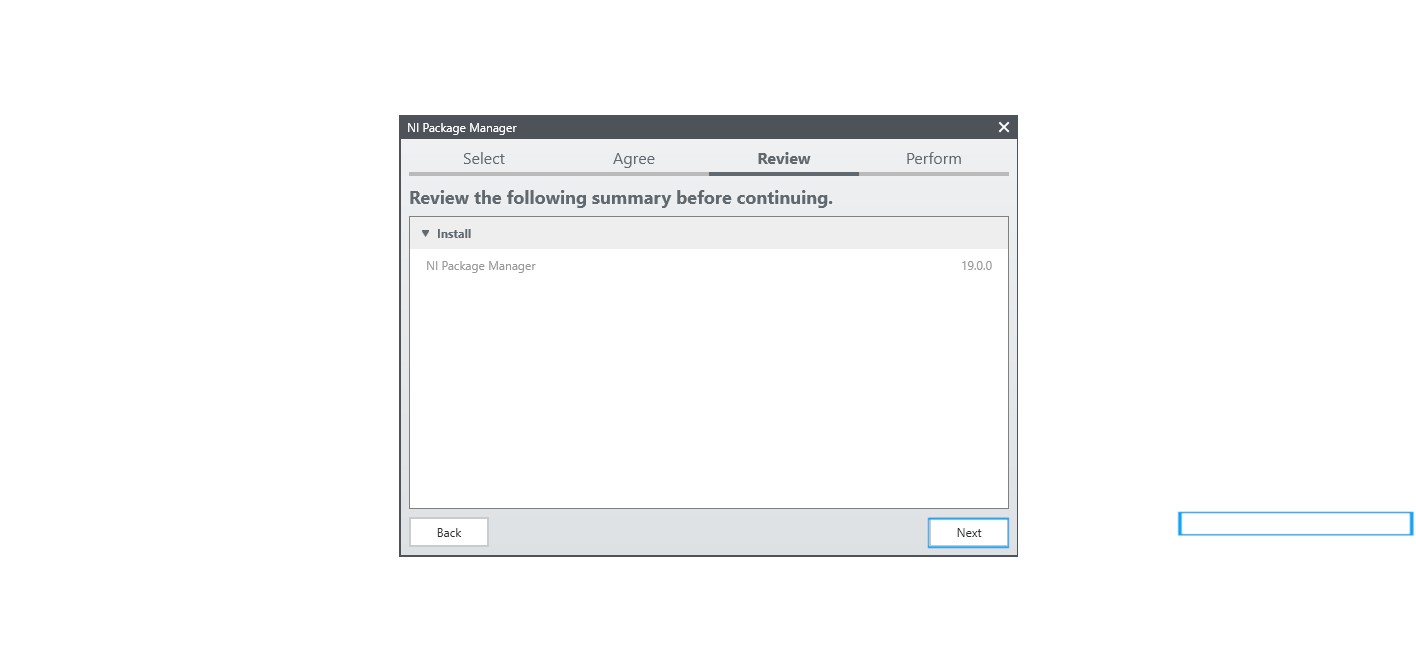 NI Package Manager
Select Agree Review Perform
Review the following summary before continuing.
Install
NI Package Manager 19.0.0
Back Next